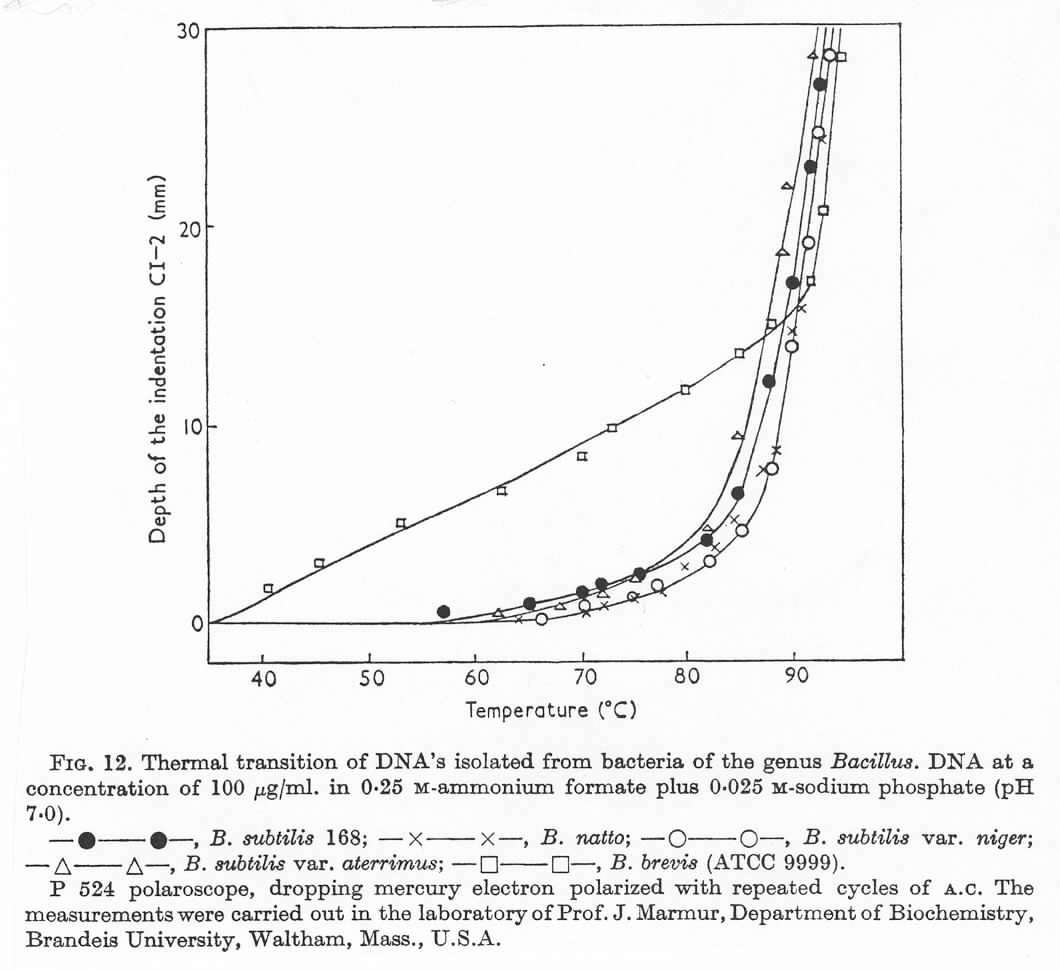 30
20
10
0
Depth of the indentation CI-2 (mm)
40 50 60 70 80 90
Temperature (°C)
Fig. 12. Thermal transition of DNA's isolated from bacteria of the genus Bacillus. DNA at a
concentration of 100 μg/ml. in 0·25 M-ammonium formate plus 0·025 M-sodium phosphate (pH
7·0).
—●——●—, B. subtilis 168; —×——×—, B. natto; —○——○—, B. subtilis var. niger;
—△——△—, B. subtilis var. aterrimus; —□——□—, B. brevis (ATCC 9999).
P 524 polaroscope, dropping mercury electron polarized with repeated cycles of A.C. The
measurements were carried out in the laboratory of Prof. J. Marmur, Department of Biochemistry,
Brandeis University, Waltham, Mass., U.S.A.